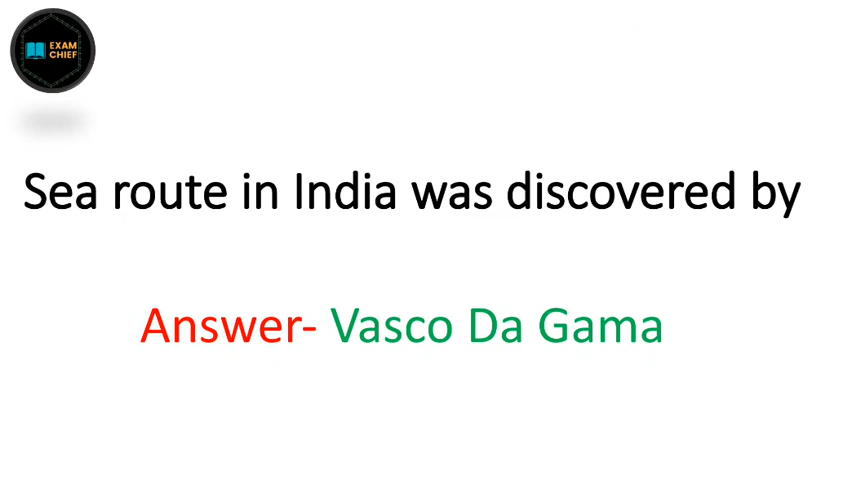 EXAM
CHIEF
Sea route in India was discovered by
Answer- Vasco Da Gama